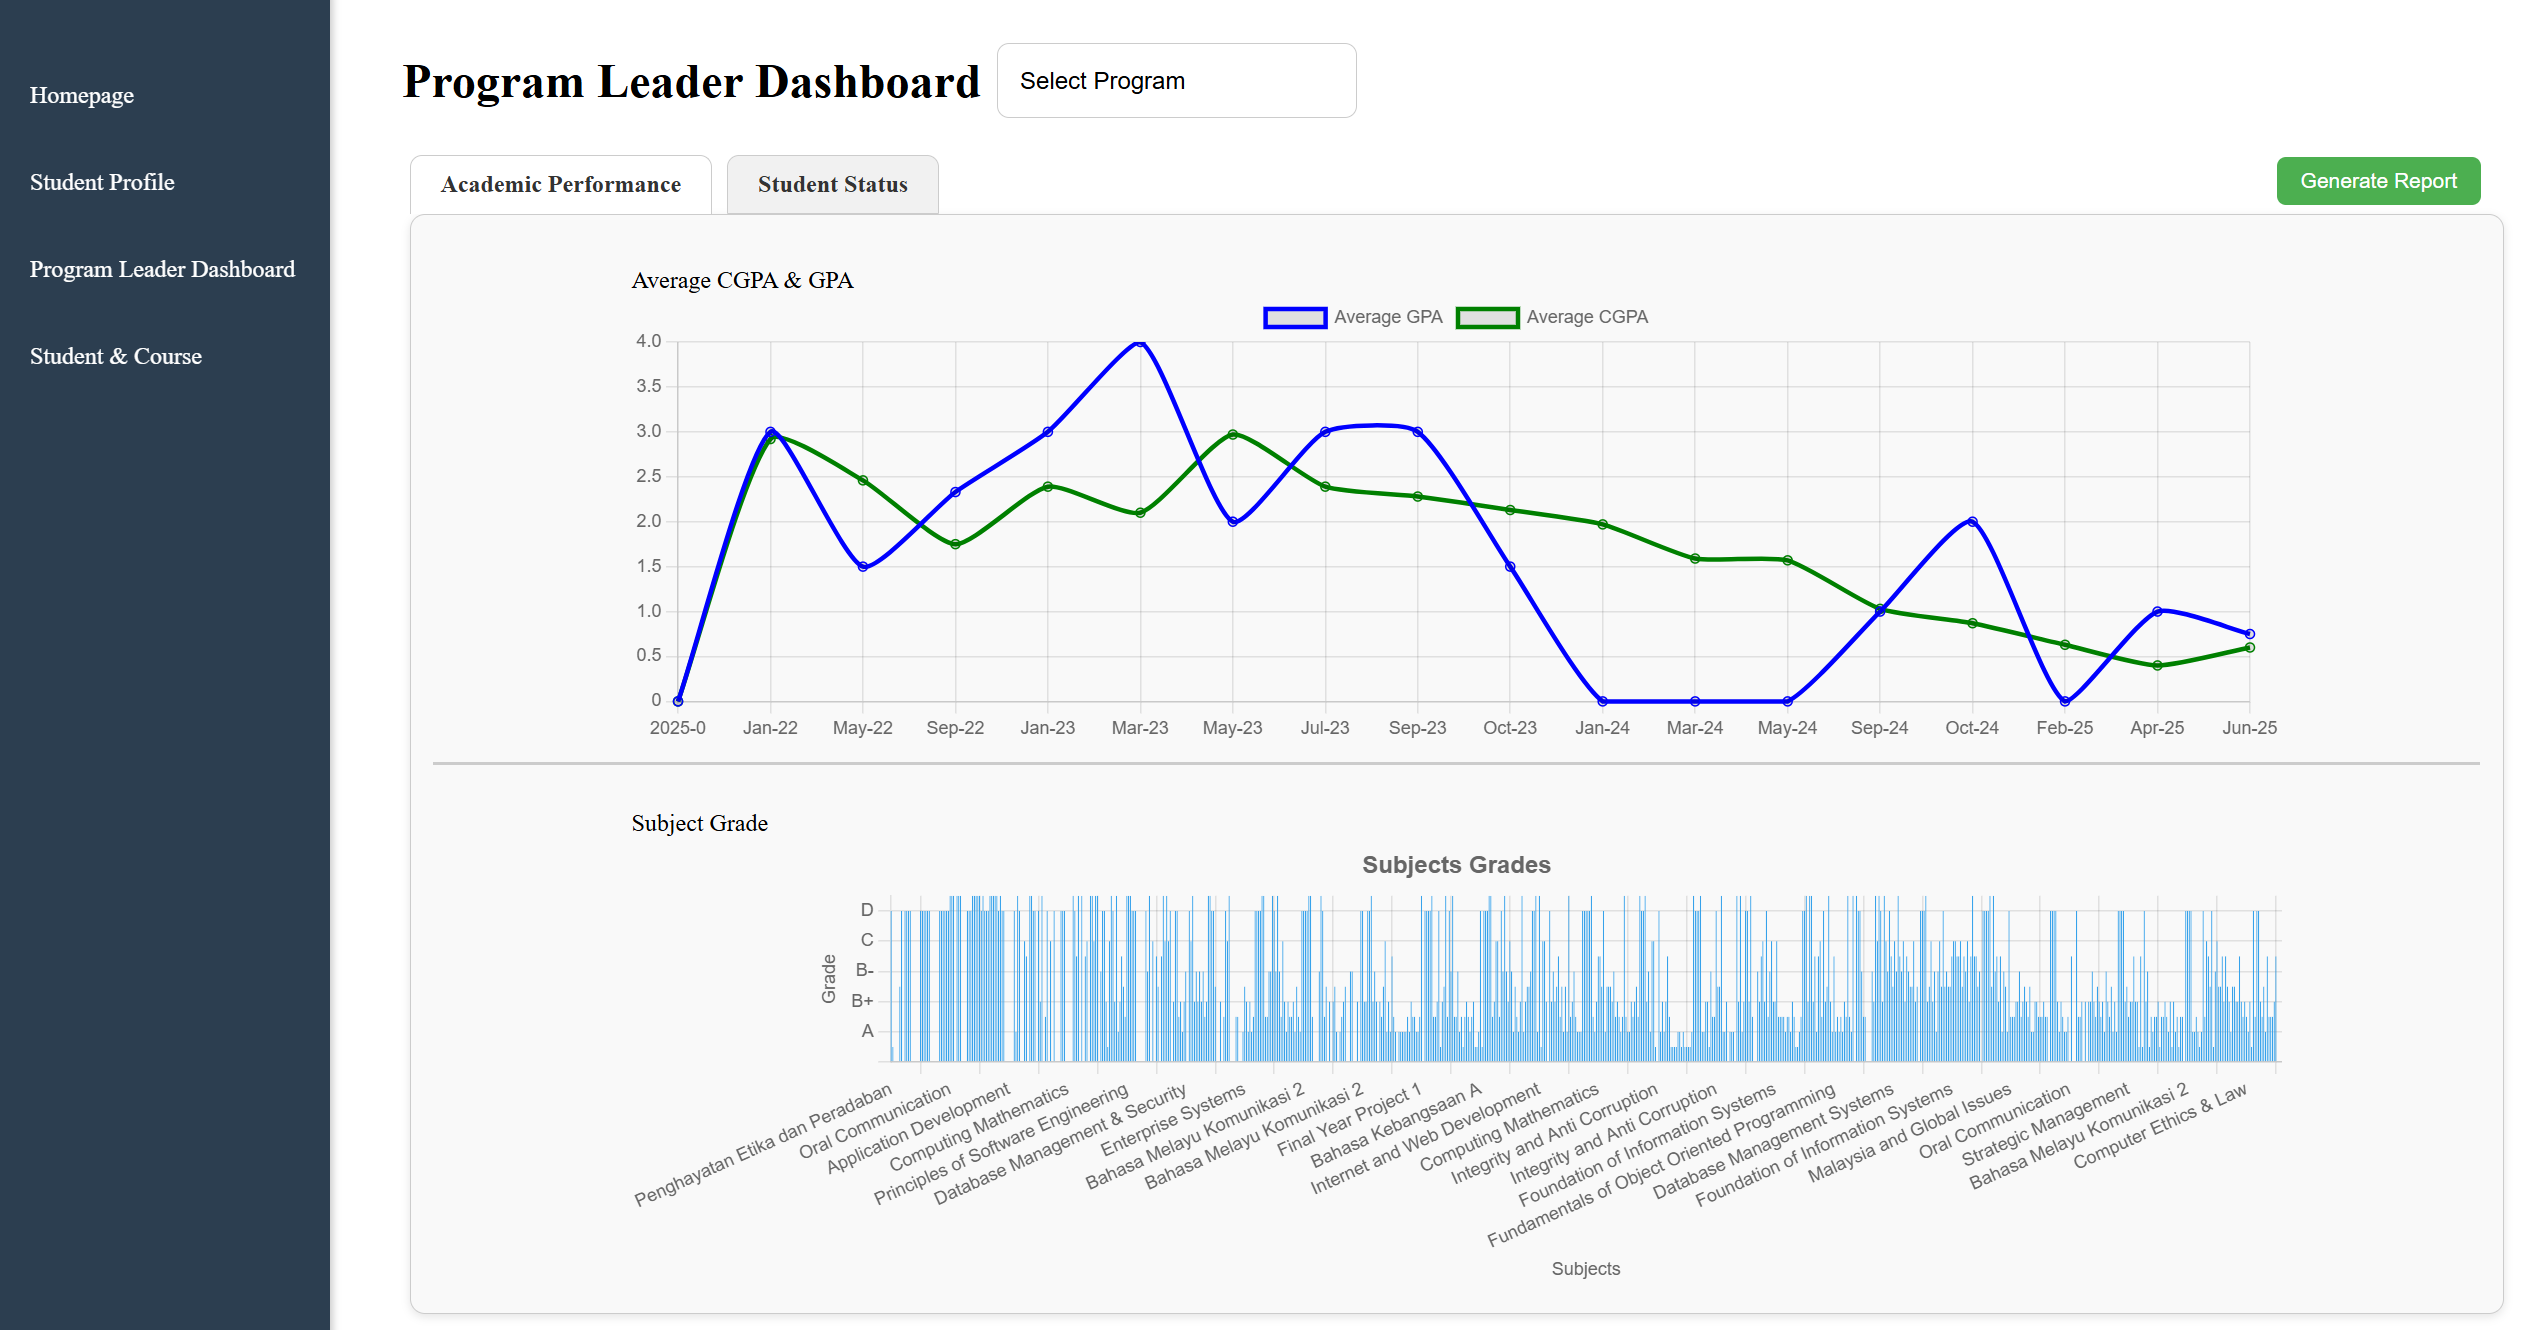 Homepage
Student Profile
Program Leader Dashboard
Student & Course
Program Leader Dashboard
Select Program
Academic Performance
Student Status
Generate Report
Average CGPA & GPA
Average GPA
Average CGPA
4.0
3.5
3.0
2.5
2.0
1.5
1.0
0.5
0
2025-0 Jan-22 May-22 Sep-22 Jan-23 Mar-23 May-23 Jul-23 Sep-23 Oct-23 Jan-24 Mar-24 May-24 Sep-24 Oct-24 Feb-25 Apr-25 Jun-25
Subject Grade
Subjects Grades
Grade
D
C
B-
B+
A
Penghayatan Etika dan Peradaban
Oral Communication
Application Development
Computing Mathematics
Principles of Software Engineering
Database Management & Security
Enterprise Systems
Bahasa Melayu Komunikasi 2
Bahasa Melayu Komunikasi 2
Final Year Project 1
Bahasa Kebangsaan A
Internet and Web Development
Computing Mathematics
Integrity and Anti Corruption
Integrity and Anti Corruption
Foundation of Information Systems
Fundamentals of Object Oriented Programming
Database Management Systems
Foundation of Information Systems
Malaysia and Global Issues
Oral Communication
Strategic Management
Bahasa Melayu Komunikasi 2
Computer Ethics & Law
Subjects